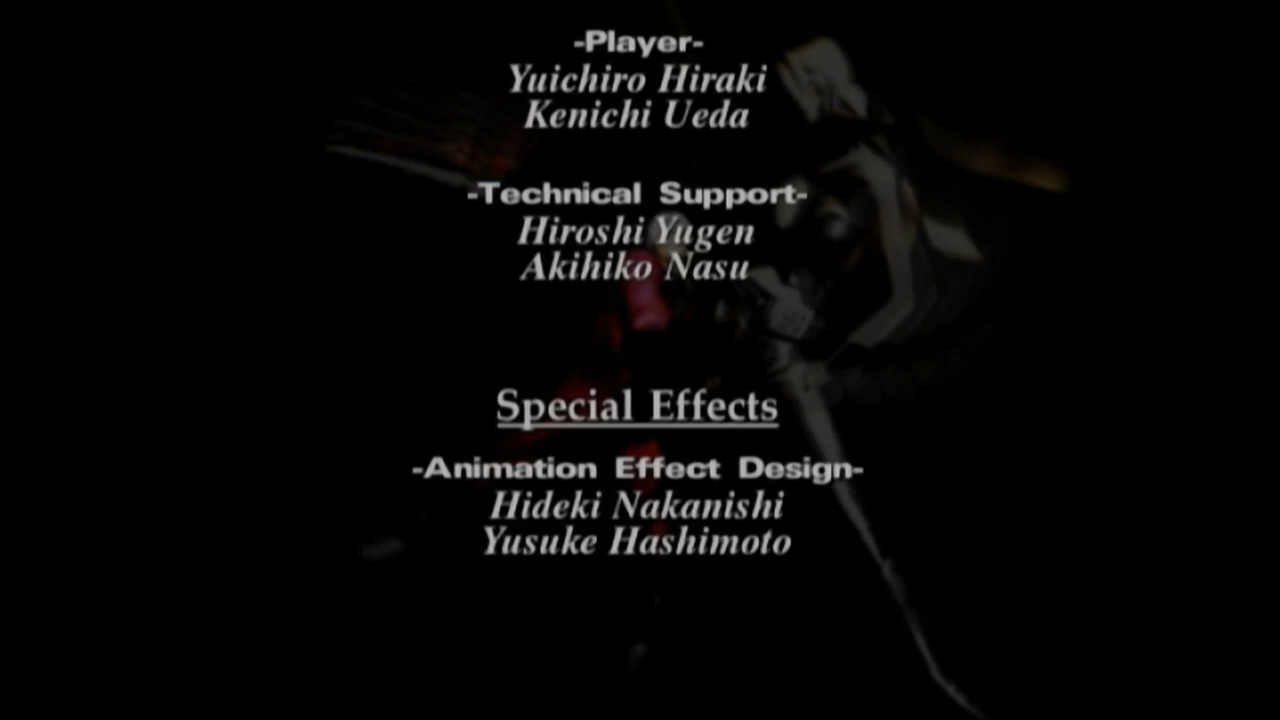 -Player-
Yuichiro Hiraki
Kenichi Ueda
-Technical Support-
Hiroshi Yugen
Akihiko Nasu
Special Effects
-Animation Effect Design-
Hideki Nakanishi
Yusuke Hashimoto